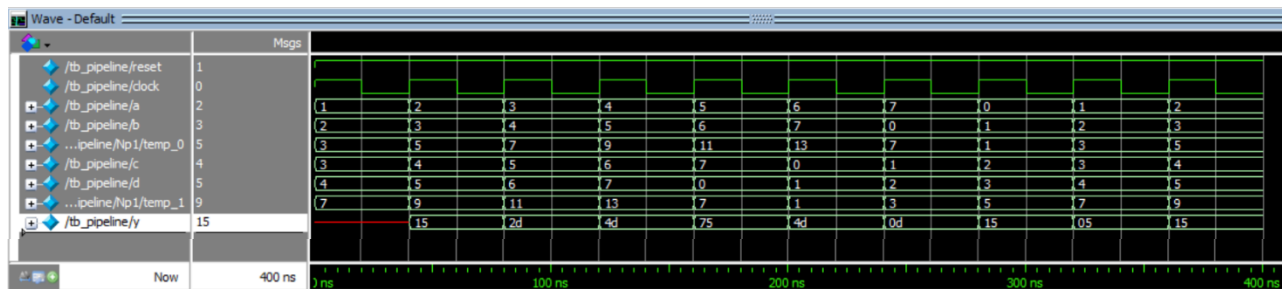 Wave - Default
Msgs
/tb_pipeline/reset 1
/tb_pipeline/clock 0
/tb_pipeline/a 2 1 2 3 4 5 6 7 0 1 2
/tb_pipeline/b 3 2 3 4 5 6 7 0 1 2 3
...ipeline/Np1/temp_0 5 3 5 7 9 11 13 7 1 3 5
/tb_pipeline/c 4 3 4 5 6 7 0 1 2 3 4
/tb_pipeline/d 5 4 5 6 7 0 1 2 3 4 5
...ipeline/Np1/temp_1 9 7 9 11 13 7 1 3 5 7 9
/tb_pipeline/y 15 15 2d 4d 75 4d 0d 15 05 15
Now 400 ns ns 100 ns 200 ns 300 ns 400 ns